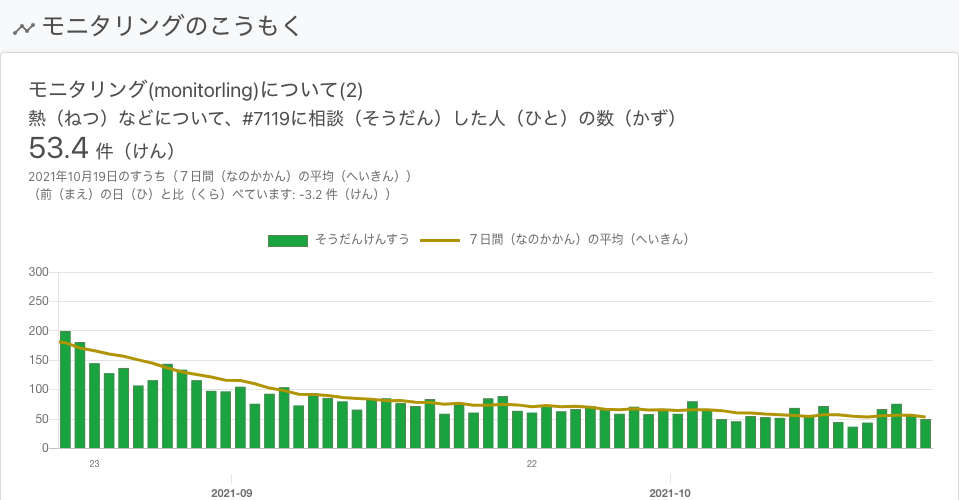 モニタリングのこうもく
モニタリング(monitorling)について(2)
熱（ねつ）などについて、#7119に相談（そうだん）した人（ひと）の数（かず）
53.4 件（けん）
2021年10月19日のすうち（７日間（なのかかん）の平均（へいきん））
（前（まえ）の日（ひ）と比（くら）べています: -3.2 件（けん））
そうだんけんすう ７日間（なのかかん）の平均（へいきん）
300
250
200
150
100
50
0
23 22
2021-09 2021-10